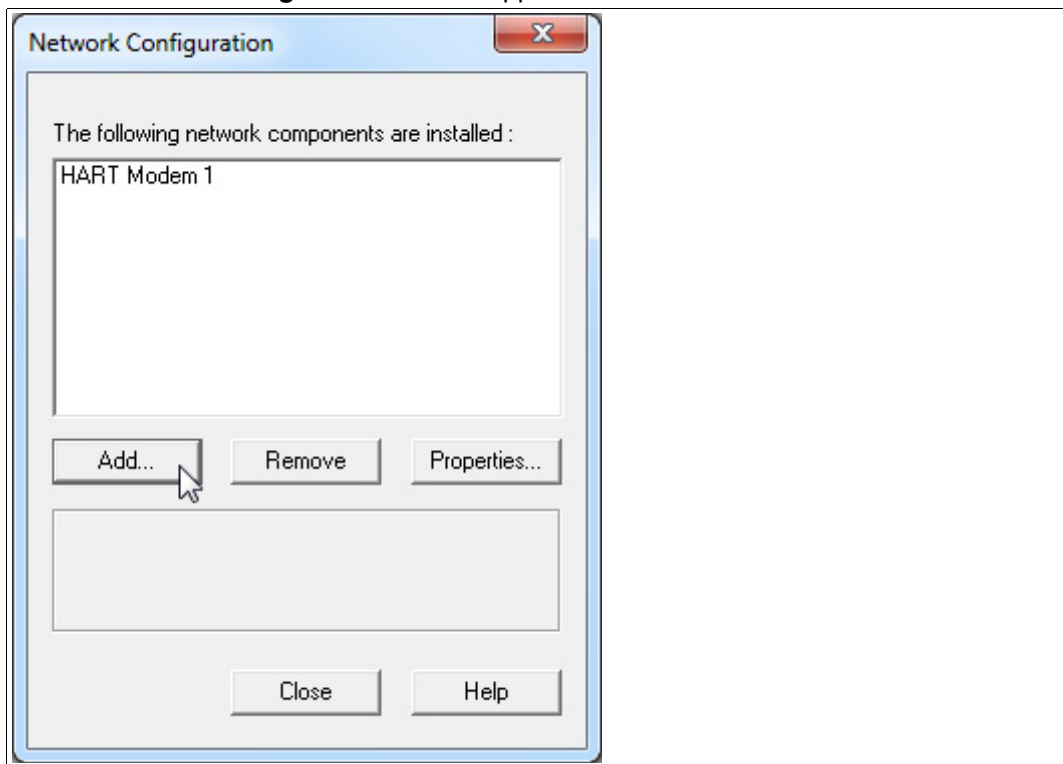 Network Configuration
The following network components are installed :
HART Modem 1
Add...
Remove
Properties...
Close
Help